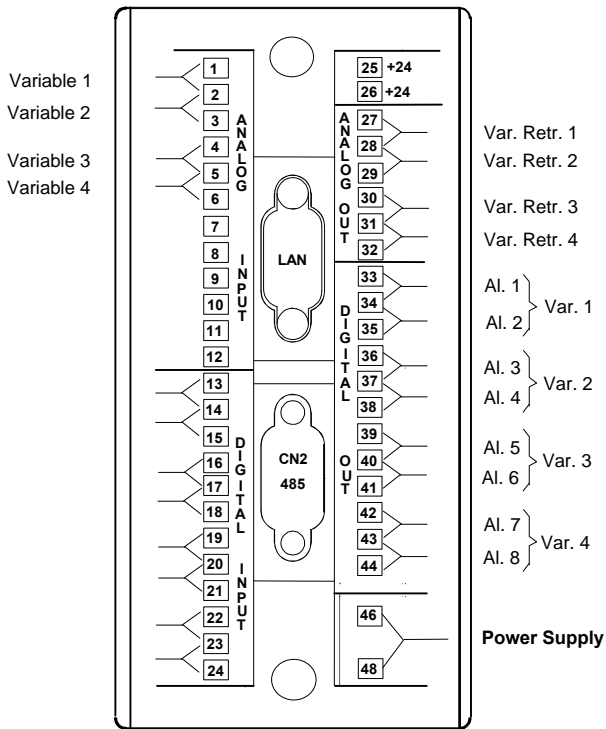 Variable 1
Variable 2
Variable 3
Variable 4
1
2
3
4
5
6
7
8
9
10
11
12
ANALOG INPUT
13
14
15
16
17
18
19
20
21
22
23
24
DIGITAL INPUT
LAN
CN2
485
25 +24
26 +24
27
28
29
30
31
32
ANALOG OUT
33
34
35
36
37
38
39
40
41
42
43
44
DIGITAL OUT
46
48
Var. Retr. 1
Var. Retr. 2
Var. Retr. 3
Var. Retr. 4
Al. 1
Al. 2
Var. 1
Al. 3
Al. 4
Var. 2
Al. 5
Al. 6
Var. 3
Al. 7
Al. 8
Var. 4
Power Supply